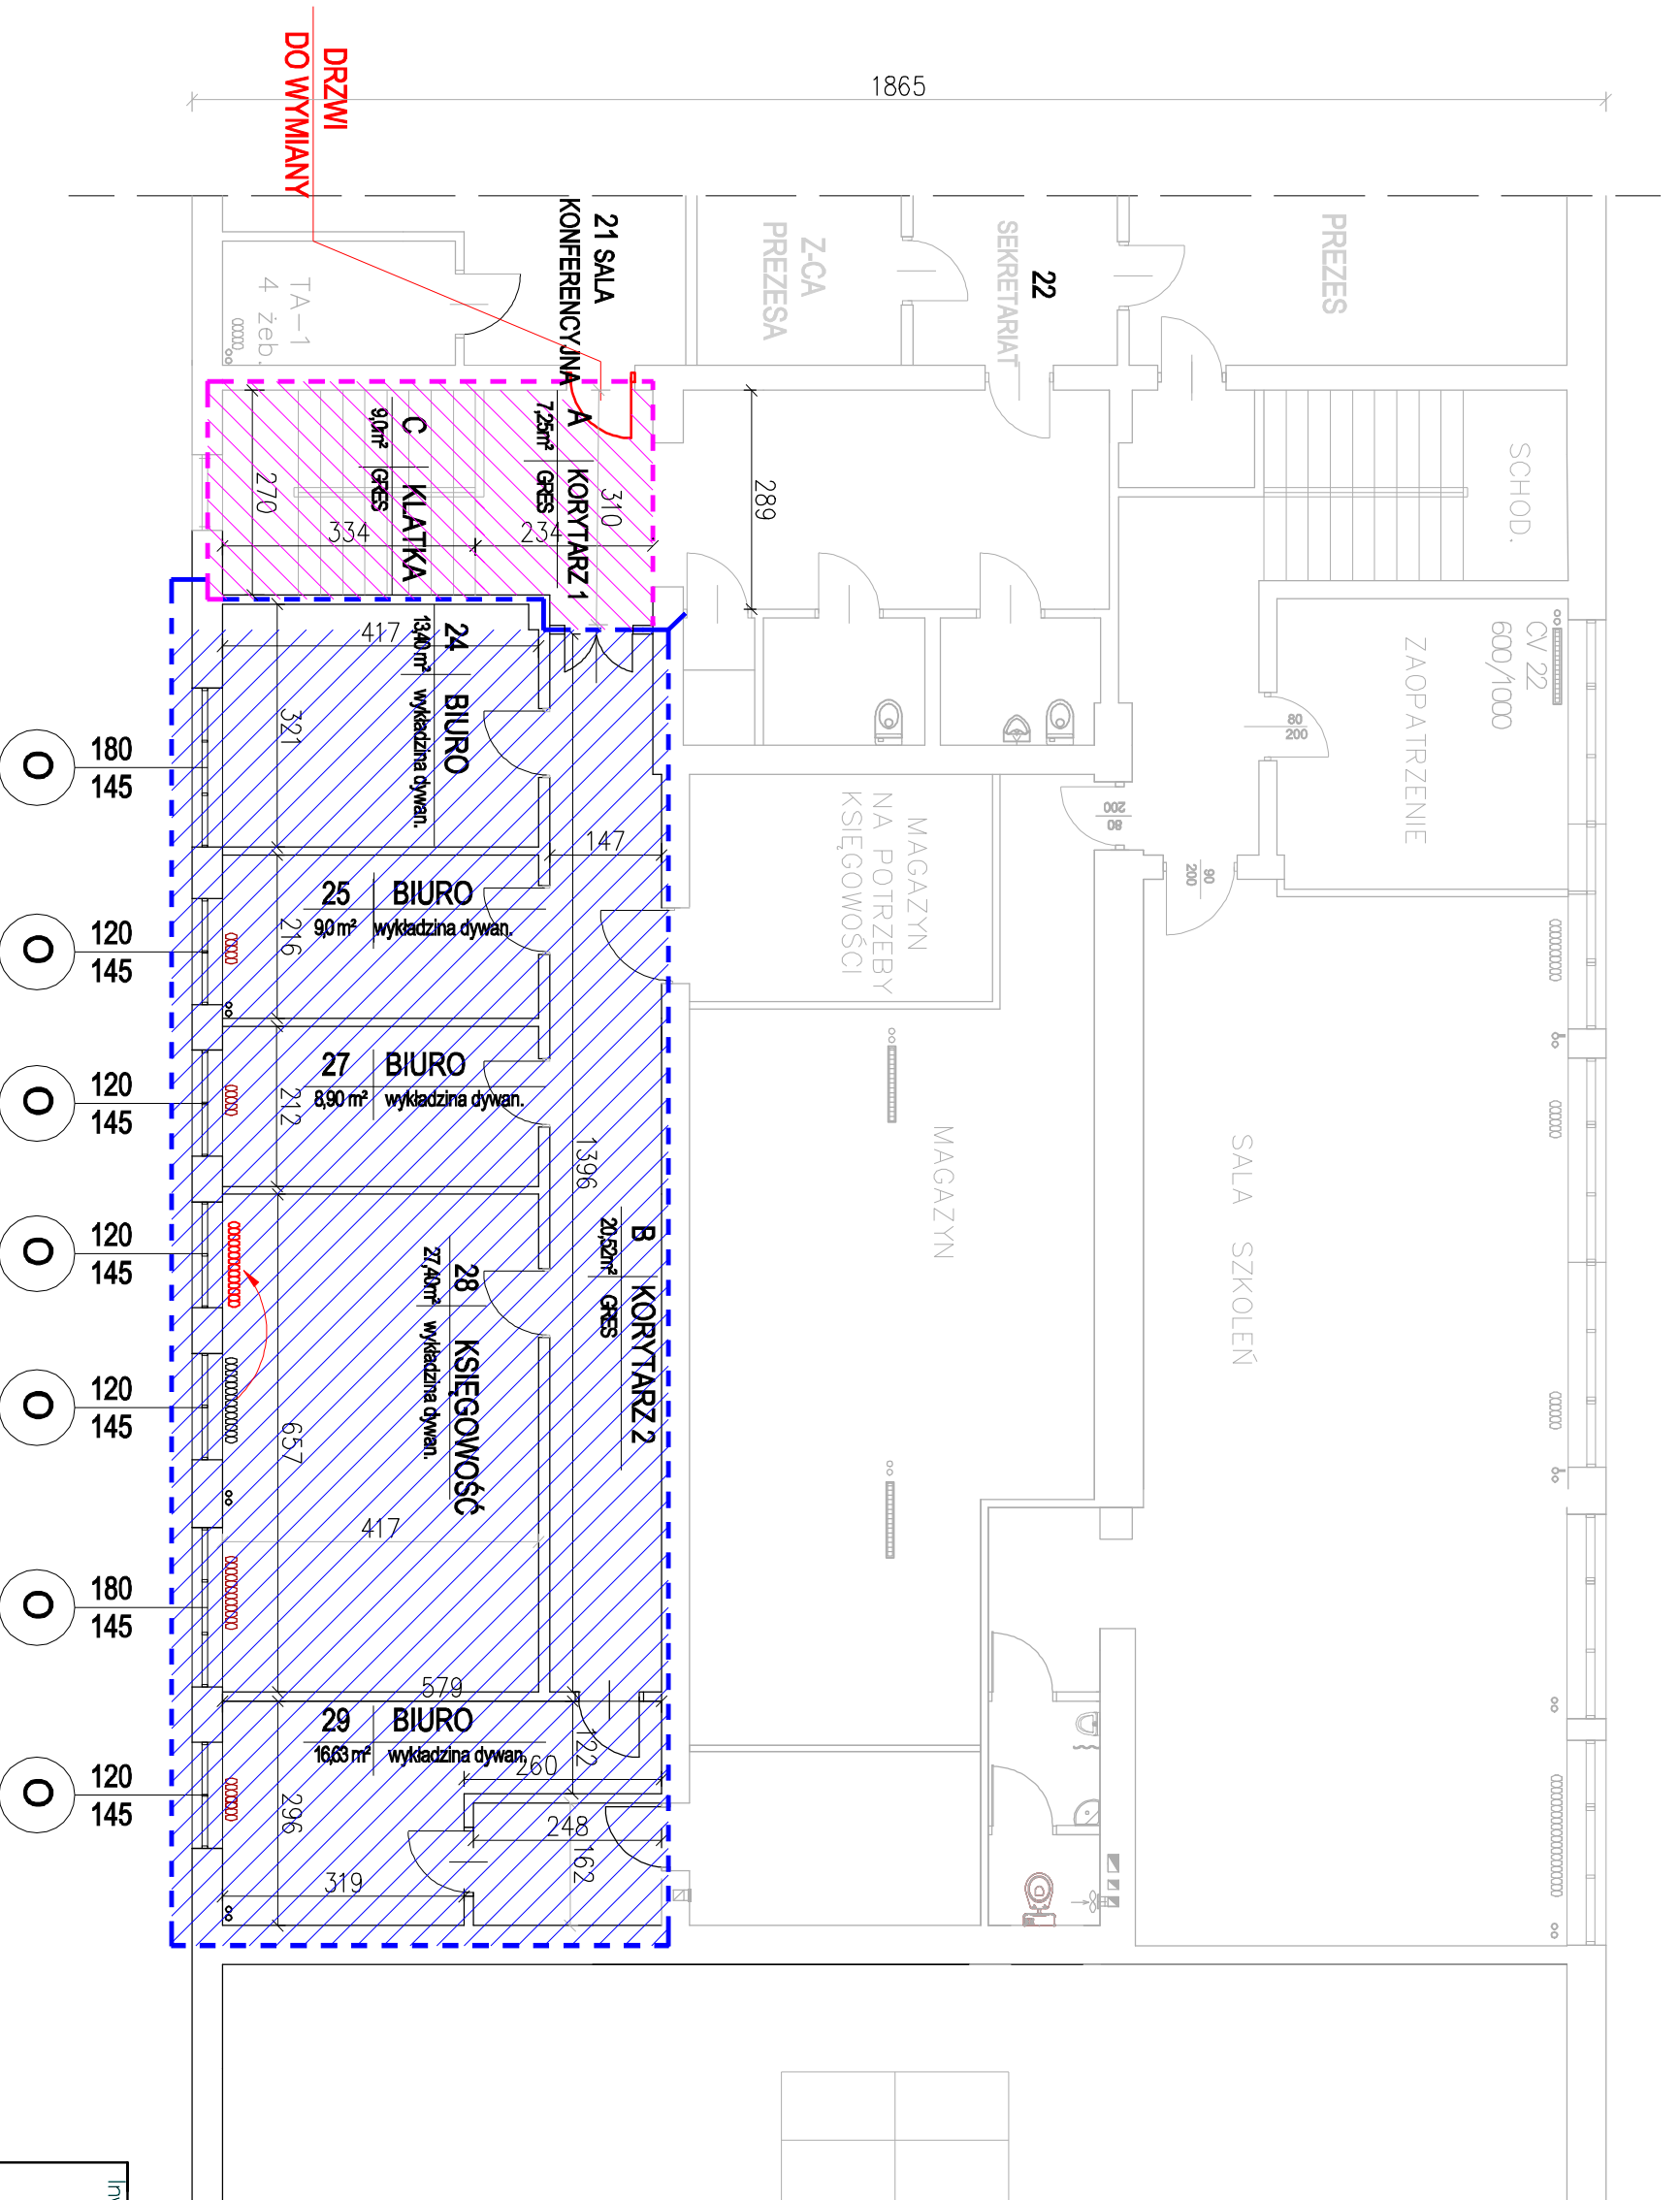 1865
DRZWI
DO WYMIANY
21 SALA
KONFERENCYJNA
Z-CA
PREZESA
22
SEKRETARIAT
PREZES
TA-1
4 żeb.
SCHOD.
A KORYTARZ 1
7,25m² GRES
C KLATKA
9,0m² GRES
270
334
234
310
289
CV 22
600/1000
ZAOPATRZENIE
80
200
80
200
90
200
24 BIURO
13,40 m² wykładzina dywan.
417
321
147
MAGAZYN
NA POTRZEBY
KSIĘGOWOŚCI
25 BIURO
9,0 m² wykładzina dywan.
216
27 BIURO
8,90 m² wykładzina dywan.
212
1396
MAGAZYN
SALA SZKOLEŃ
B KORYTARZ 2
20,52m² GRES
28 KSIĘGOWOŚĆ
27,40m² wykładzina dywan.
657
417
579
29 BIURO
16,63 m² wykładzina dywan.
122
260
296
248
162
319
O 180
145
O 120
145
O 120
145
O 120
145
O 120
145
O 180
145
O 120
145